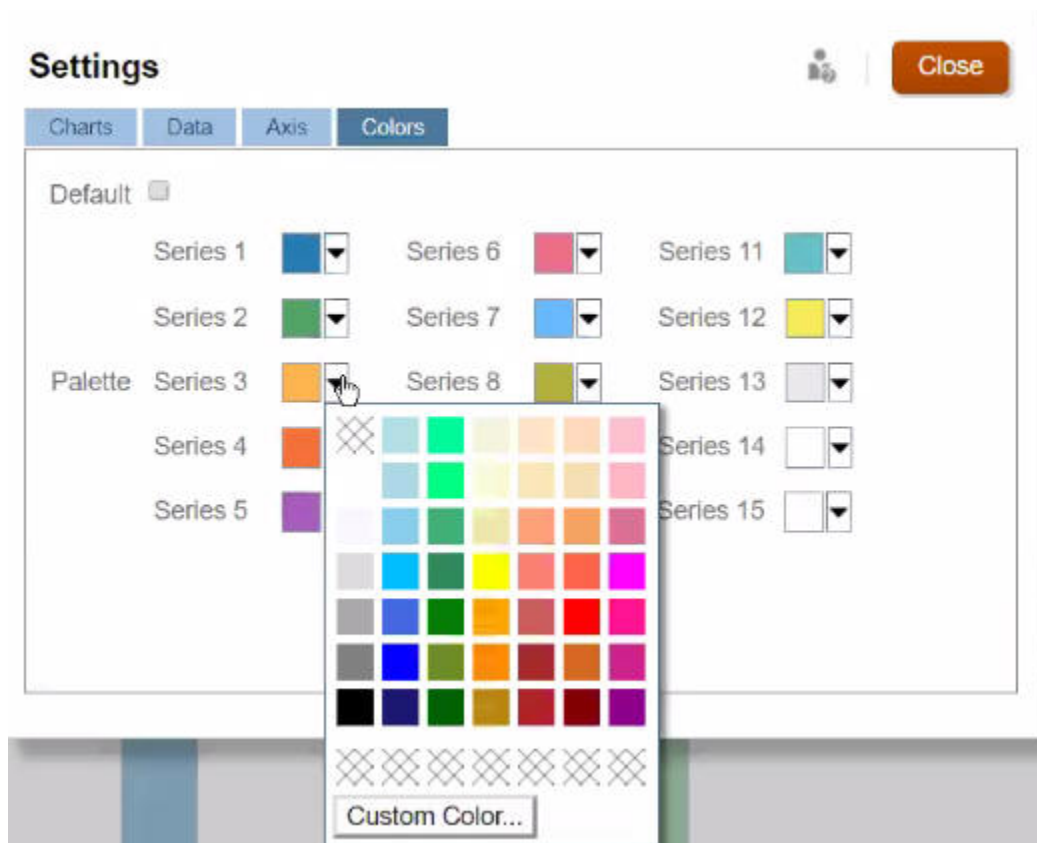 Settings
Close
Charts Data Axis Colors
Default
Series 1 Series 6 Series 11
Series 2 Series 7 Series 12
Palette Series 3 Series 8 Series 13
Series 4 Series 14
Series 5 Series 15
Custom Color...